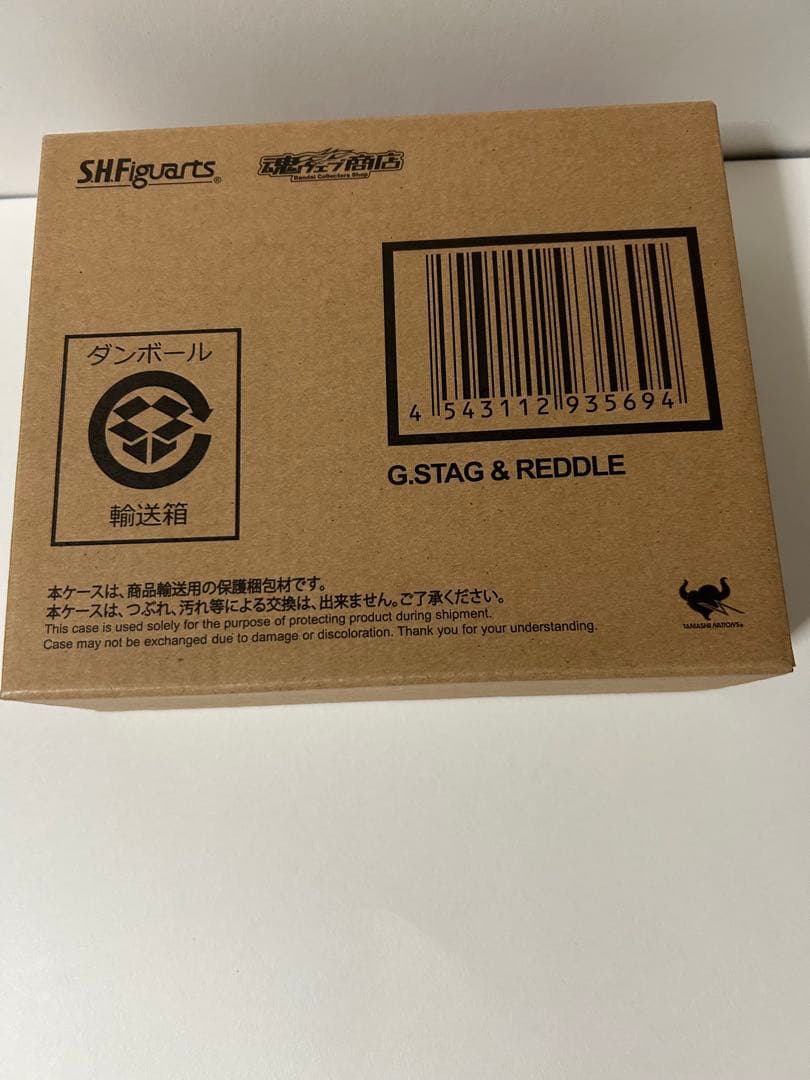 S.H.Figuarts®
魂ウェブ商店
Bandai Collectors Shop
4 543112 935694
G.STAG & REDDLE
ダンボール
輸送箱
本ケースは、商品輸送用の保護梱包材です。
本ケースは、つぶれ、汚れ等による交換は、出来ません。ご了承ください。
This case is used solely for the purpose of protecting product during shipment.
Case may not be exchanged due to damage or discoloration. Thank you for your understanding.
TAMASHII NATIONS®